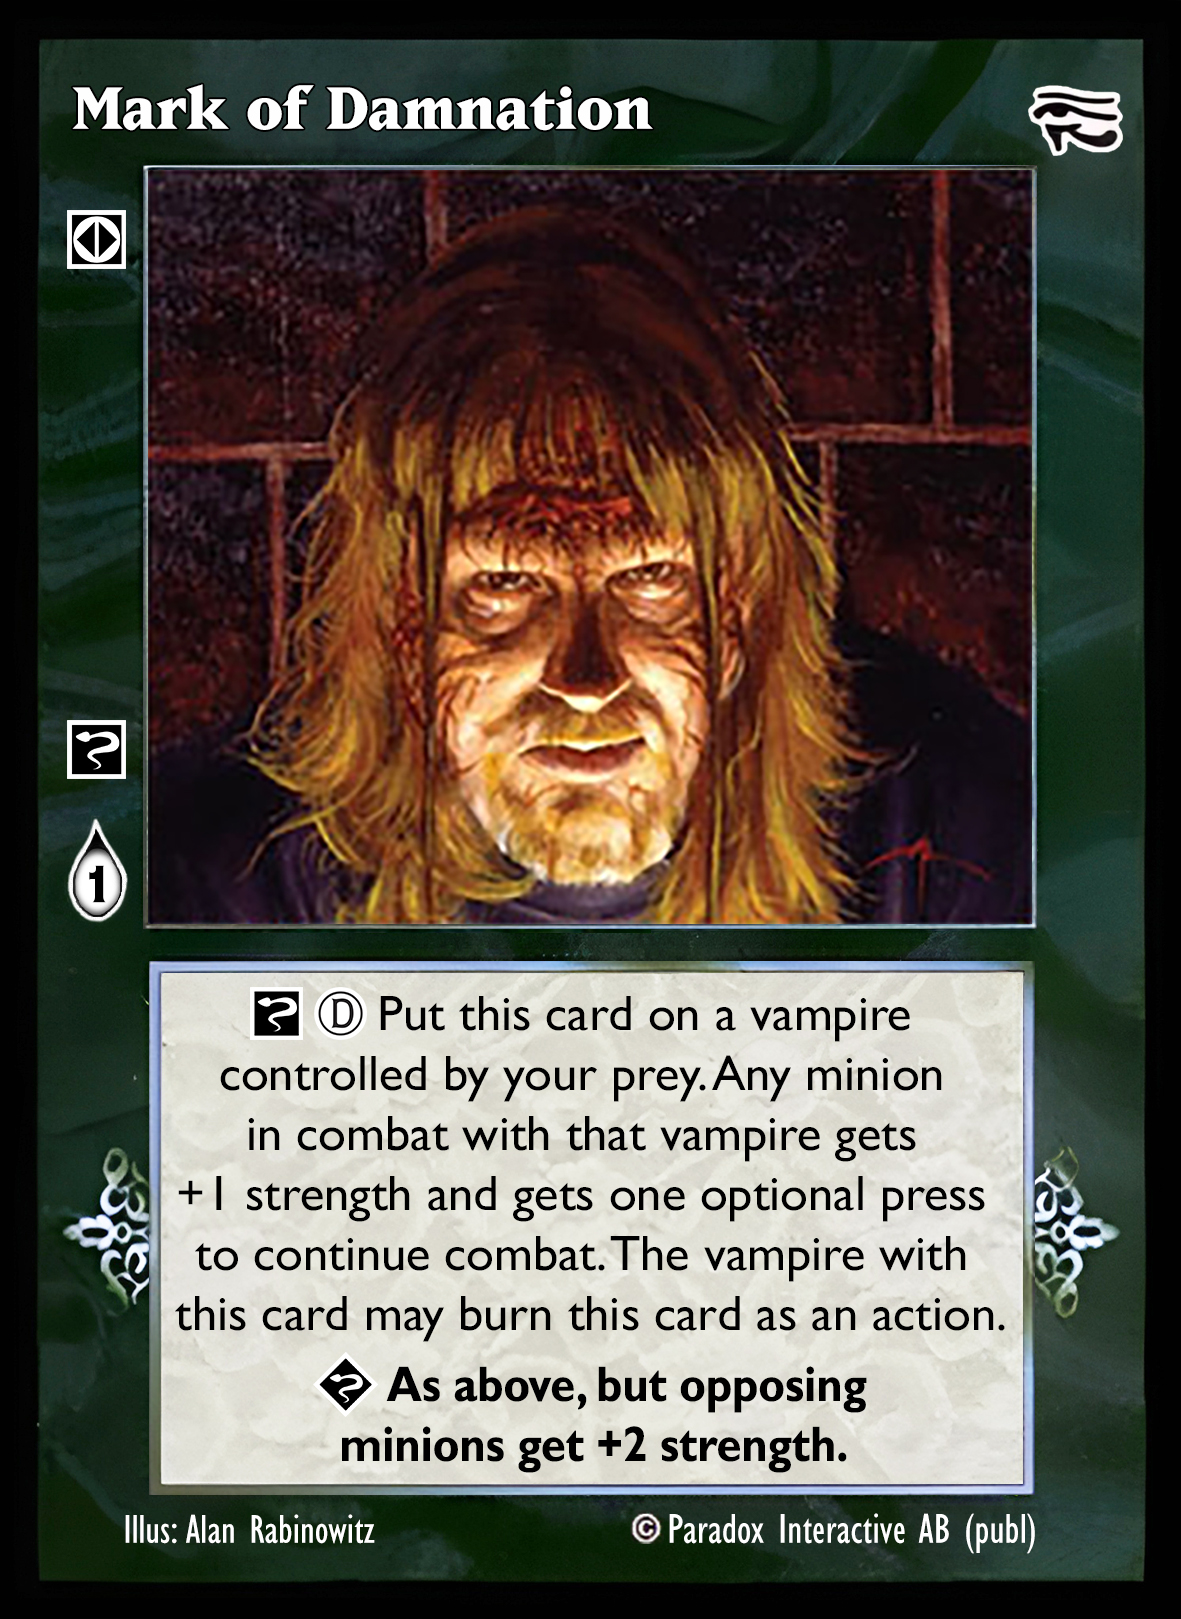 Mark of Damnation
1
D Put this card on a vampire
controlled by your prey. Any minion
in combat with that vampire gets
+1 strength and gets one optional press
to continue combat. The vampire with
this card may burn this card as an action.
As above, but opposing
minions get +2 strength.
Illus: Alan Rabinowitz
© Paradox Interactive AB (publ)